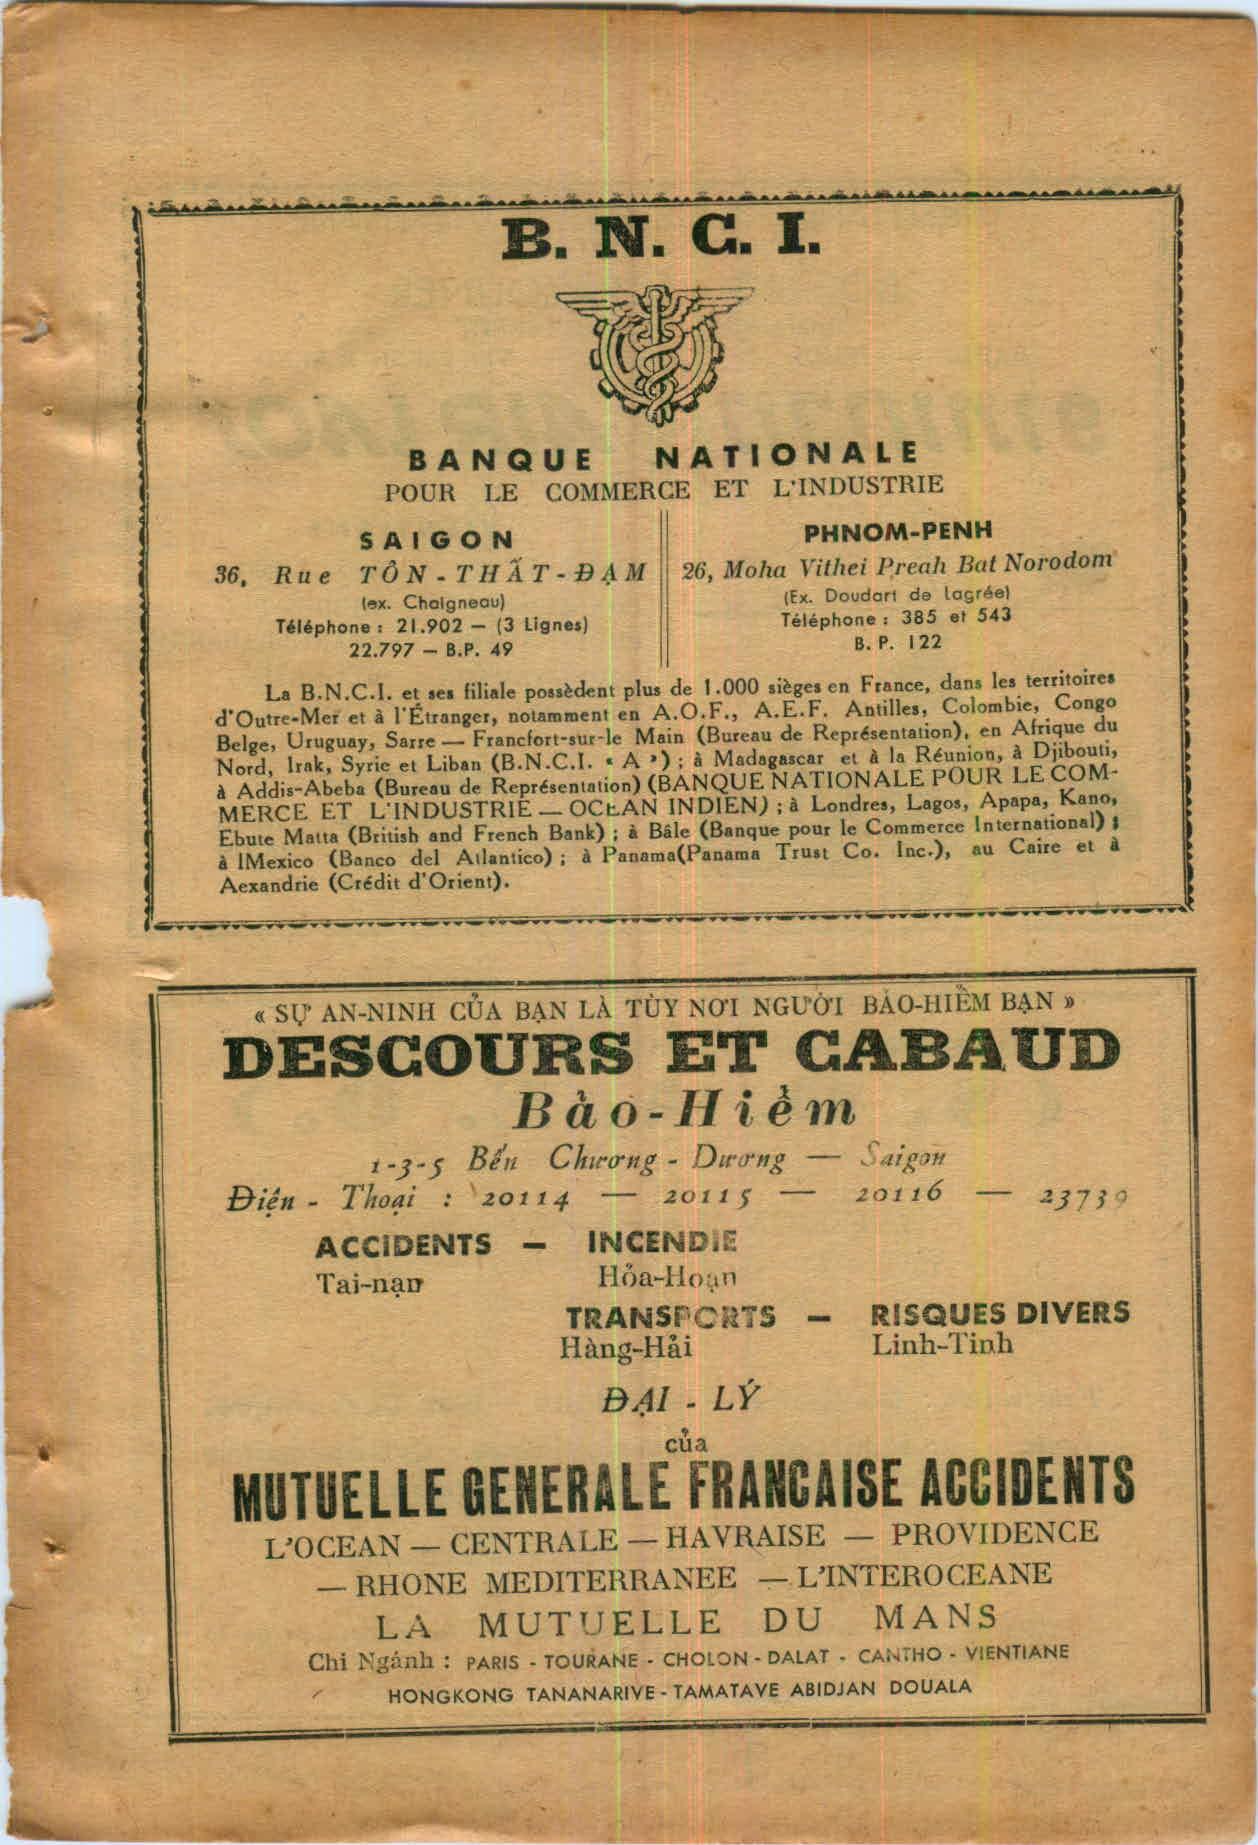 B. N. C. I.
BANQUE NATIONALE
POUR LE COMMERCE ET L'INDUSTRIE
SAIGON
36, Rue TÔN-THẤT-ĐẠM
(ex. Chaigneau)
Téléphone : 21.902 — (3 Lignes)
22.797 — B.P. 49
PHNOM-PENH
26, Moha Vithei Preah Bat Norodom
(Ex. Doudart de Lagrée)
Téléphone : 385 et 543
B. P. 122
La B.N.C.I. et ses filiale possèdent plus de 1.000 sièges en France, dans les territoires
d'Outre-Mer et à l'Étranger, notamment en A.O.F., A.E.F. Antilles, Colombie, Congo
Belge, Uruguay, Sarre — Francfort-sur-le Main (Bureau de Représentation), en Afrique du
Nord, Irak, Syrie et Liban (B.N.C.I. « A ») ; à Madagascar et à la Réunion, à Djibouti,
à Addis-Abeba (Bureau de Représentation) (BANQUE NATIONALE POUR LE COM-
MERCE ET L'INDUSTRIE — OCEAN INDIEN) ; à Londres, Lagos, Apapa, Kano,
Ebute Matta (British and French Bank) ; à Bâle (Banque pour le Commerce International) ;
à lMexico (Banco del Atlantico) ; à Panama(Panama Trust Co. Inc.), au Caire et à
Aexandrie (Crédit d'Orient).
« SỰ AN-NINH CỦA BẠN LÀ TÙY NƠI NGƯỜI BẢO-HIỂM BẠN »
DESCOURS ET CABAUD
Bảo-Hiểm
1-3-5 Bến Chương-Dương — Saigon
Điện-Thoại : 20114 — 20115 — 20116 — 23739
ACCIDENTS — INCENDIE
Tai-nạn Hỏa-Hoạn
TRANSPORTS — RISQUES DIVERS
Hàng-Hải Linh-Tinh
ĐẠI-LÝ
của
MUTUELLE GENERALE FRANCAISE ACCIDENTS
L'OCEAN — CENTRALE — HAVRAISE — PROVIDENCE
— RHONE MEDITERRANEE — L'INTEROCEANE
LA MUTUELLE DU MANS
Chi Ngánh : PARIS - TOURANE - CHOLON - DALAT - CANTHO - VIENTIANE
HONGKONG TANANARIVE - TAMATAVE ABIDJAN DOUALA